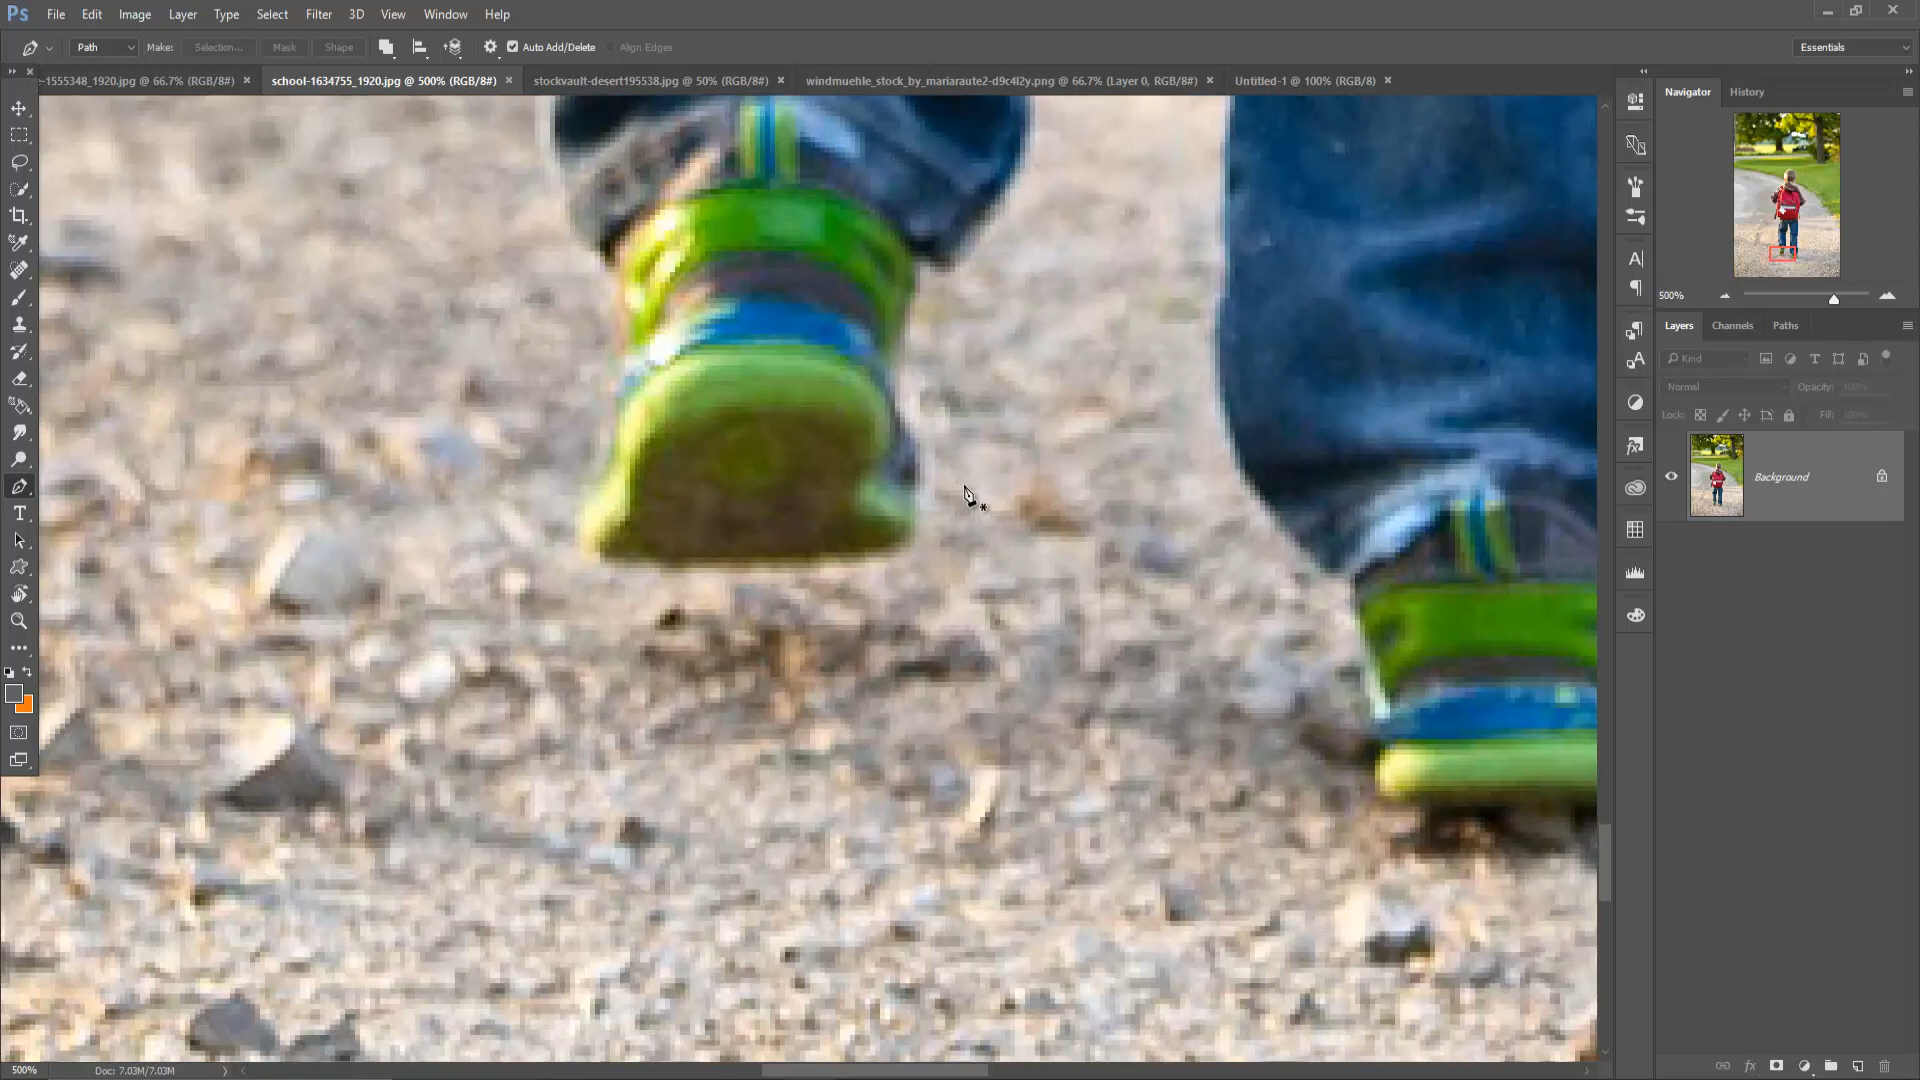 Ps File Edit Image Layer Type Select Filter 3D View Window Help
Path Make: Selection... Mask Shape Auto Add/Delete Align Edges Essentials
e-1555348_1920.jpg @ 66.7% (RGB/8#) school-1634755_1920.jpg @ 500% (RGB/8#) stockvault-desert195538.jpg @ 50% (RGB/8#) windmuehle_stock_by_mariaraute2-d9c4l2y.png @ 66.7% (Layer 0, RGB/8#) Untitled-1 @ 100% (RGB/8)
Navigator History
500%
Layers Channels Paths
Kind
Normal Opacity: 100%
Lock: Fill: 100%
Background
500% Doc: 7.03M/7.03M